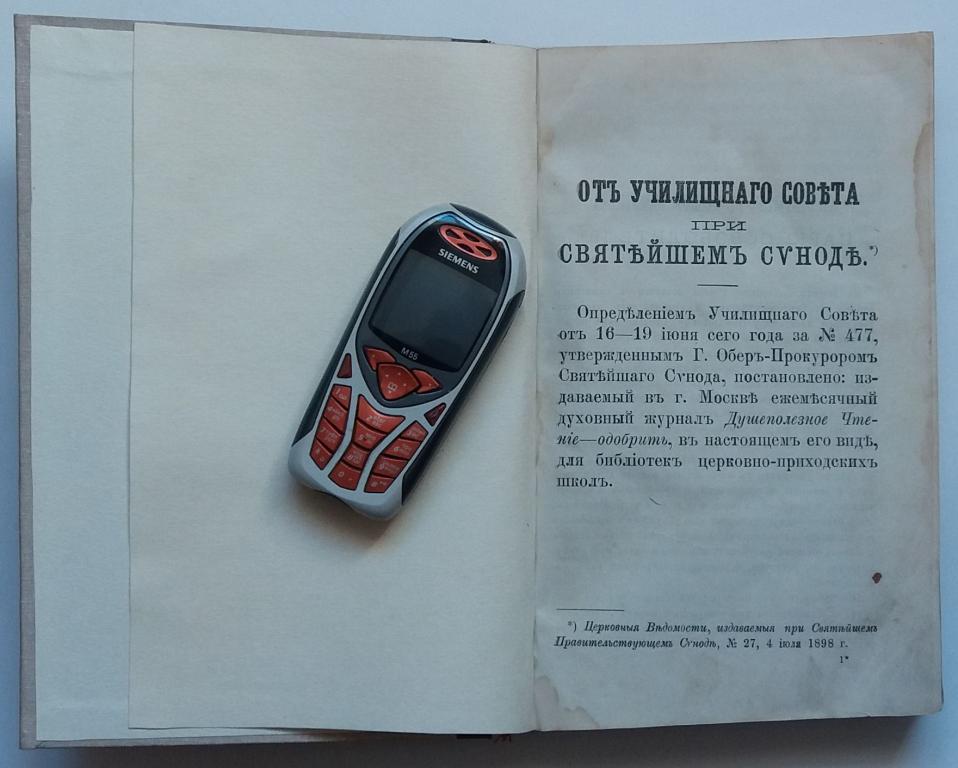 SIEMENS
M55
ОТЪ УЧИЛИЩНАГО СОВѢТА
ПРИ
СВЯТѢЙШЕМЪ СѴНОДѢ.*)
Опредѣленіемъ Училищнаго Совѣта
отъ 16—19 іюня сего года за № 477,
утвержденнымъ Г. Оберъ-Прокуроромъ
Святѣйшаго Сѵнода, постановлено: из-
даваемый въ г. Москвѣ ежемѣсячный
духовный журналъ Душеполезное Чте-
ніе—одобрить, въ настоящемъ его видѣ,
для библіотекъ церковно-приходскихъ
школъ.
*) Церковныя Вѣдомости, издаваемыя при Святѣйшемъ
Правительствующемъ Сѵнодѣ, № 27, 4 іюля 1898 г.
1*